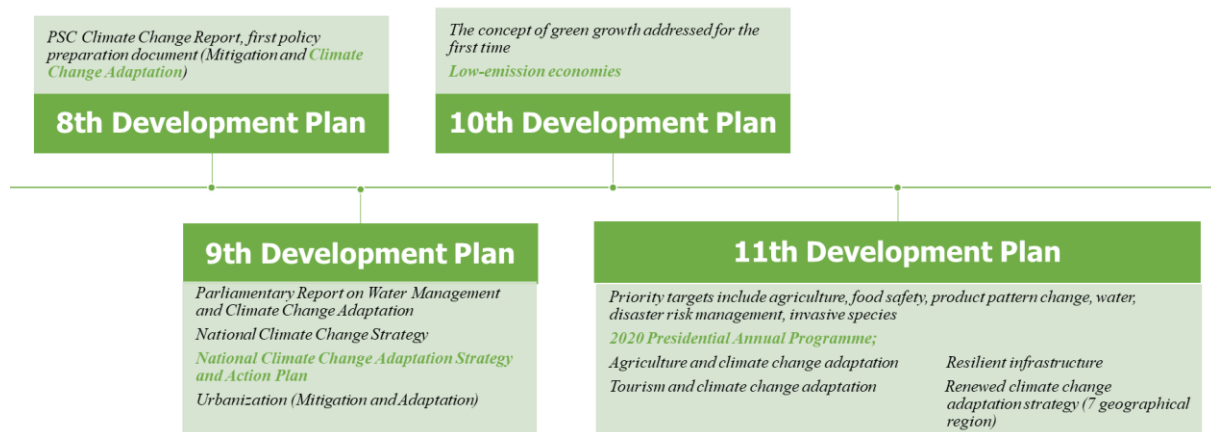 PSC Climate Change Report, first policy
preparation document (Mitigation and Climate
Change Adaptation)
8th Development Plan
The concept of green growth addressed for the
first time
Low-emission economies
10th Development Plan
9th Development Plan
Parliamentary Report on Water Management
and Climate Change Adaptation
National Climate Change Strategy
National Climate Change Adaptation Strategy
and Action Plan
Urbanization (Mitigation and Adaptation)
11th Development Plan
Priority targets include agriculture, food safety, product pattern change, water,
disaster risk management, invasive species
2020 Presidential Annual Programme;
Agriculture and climate change adaptation
Tourism and climate change adaptation
Resilient infrastructure
Renewed climate change
adaptation strategy (7 geographical
region)